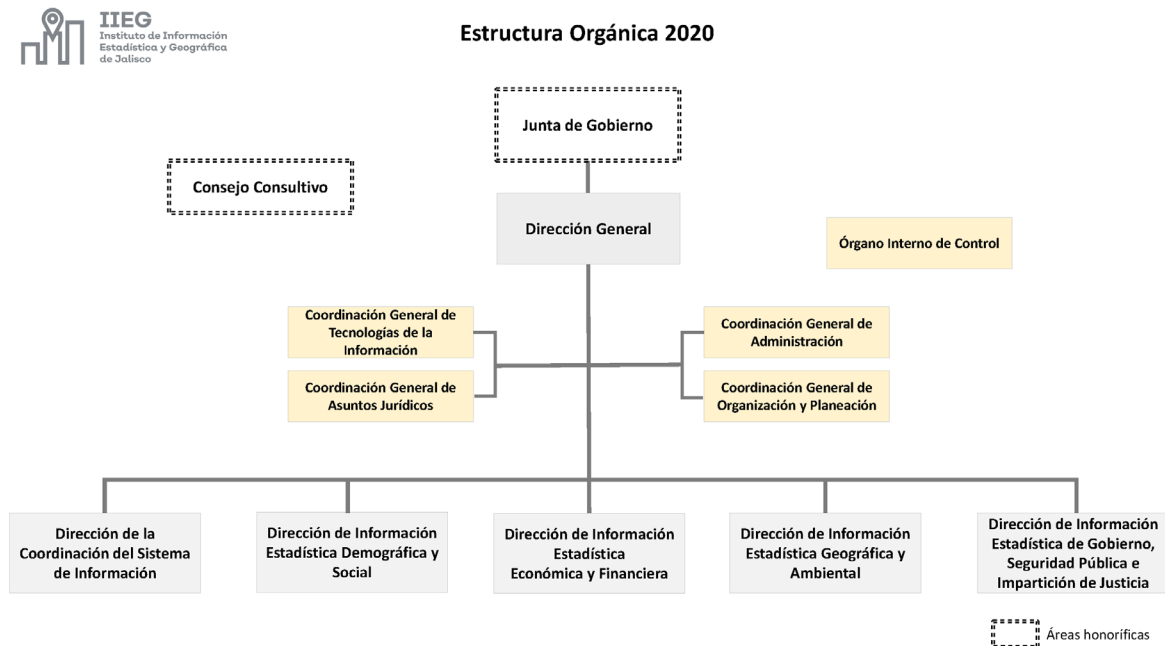 IIEG
Instituto de Información
Estadística y Geográfica
de Jalisco
Estructura Orgánica 2020
Junta de Gobierno
Consejo Consultivo
Dirección General
Órgano Interno de Control
Coordinación General de
Tecnologías de la
Información
Coordinación General de
Administración
Coordinación General de
Asuntos Jurídicos
Coordinación General de
Organización y Planeación
Dirección de la
Coordinación del Sistema
de Información
Dirección de Información
Estadística Demográfica y
Social
Dirección de Información
Estadística
Económica y Financiera
Dirección de Información
Estadística Geográfica y
Ambiental
Dirección de Información
Estadística de Gobierno,
Seguridad Pública e
Impartición de Justicia
Áreas honoríficas